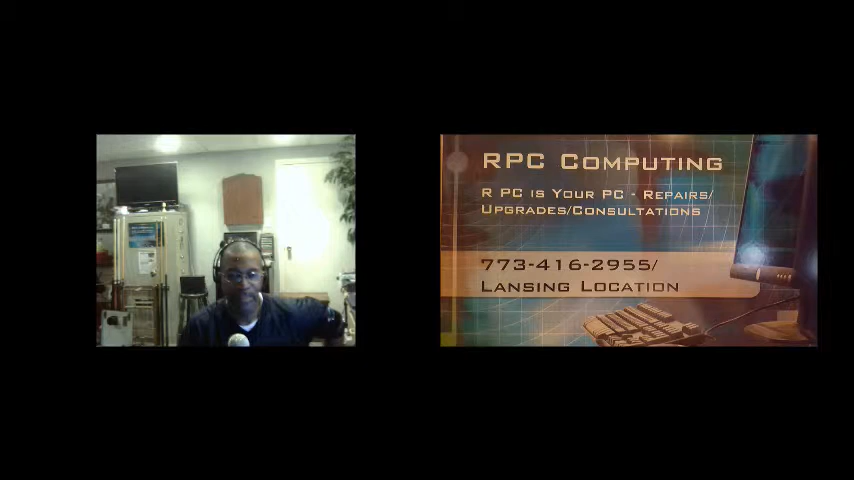 RPC COMPUTING
R PC IS YOUR PC - REPAIRS/
UPGRADES/CONSULTATIONS
773-416-2955/
LANSING LOCATION